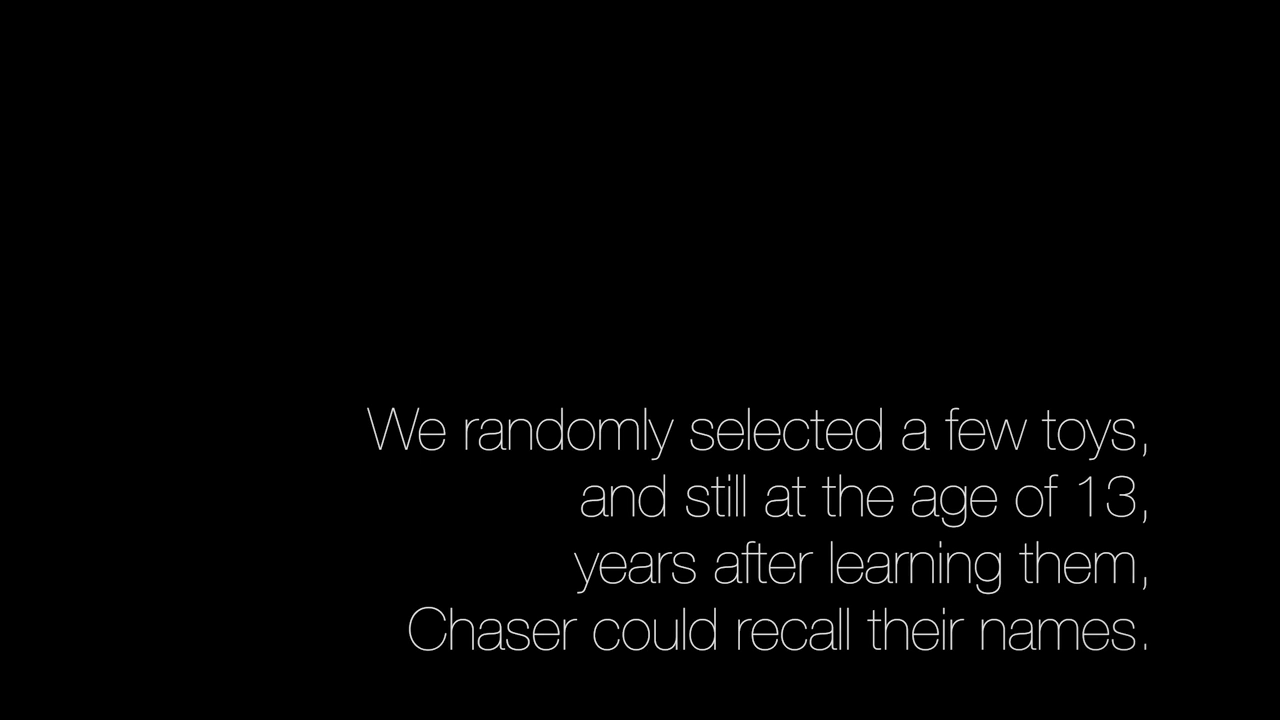 We randomly selected a few toys,
and still at the age of 13,
years after learning them,
Chaser could recall their names.